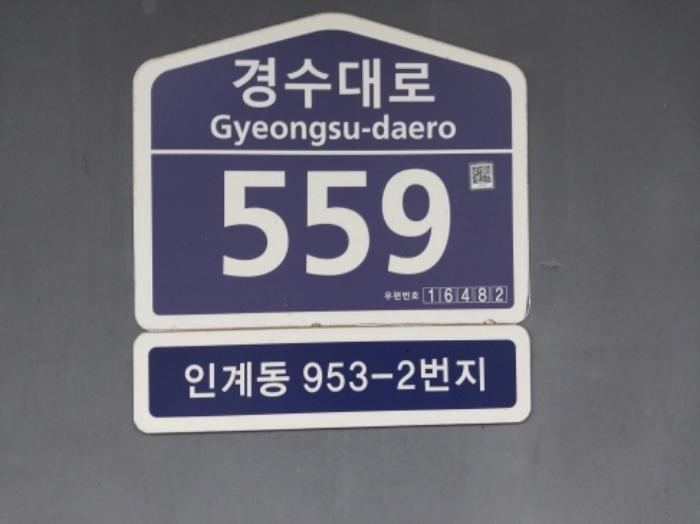 경수대로
Gyeongsu-daero
559
우편번호 16482
인계동 953-2번지